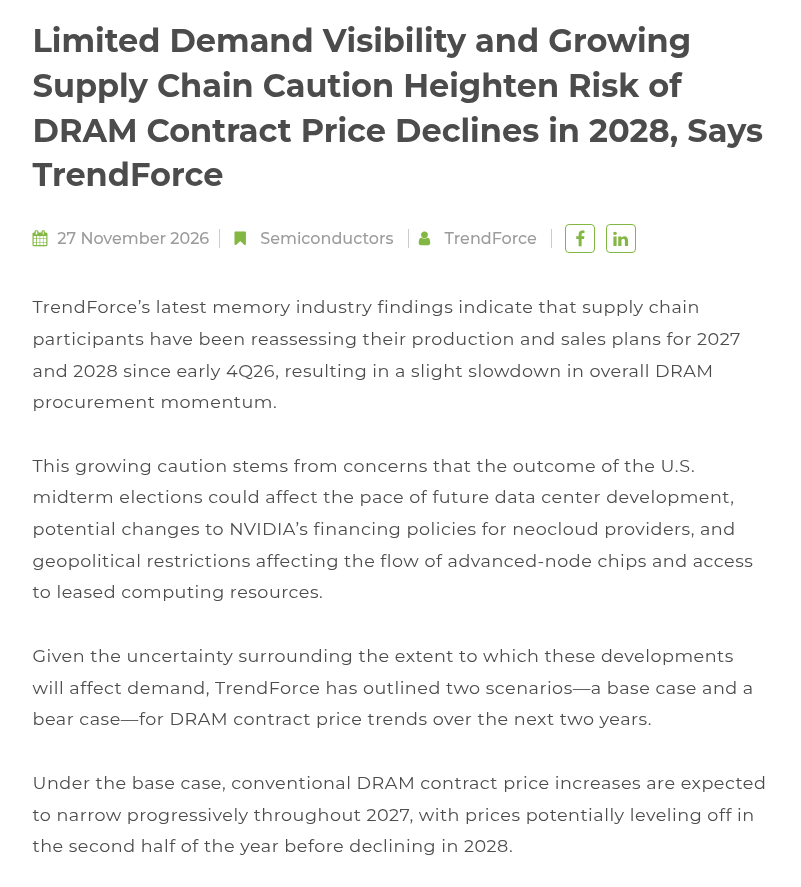 Limited Demand Visibility and Growing
Supply Chain Caution Heighten Risk of
DRAM Contract Price Declines in 2028, Says
TrendForce
27 November 2026 Semiconductors TrendForce f in
TrendForce’s latest memory industry findings indicate that supply chain
participants have been reassessing their production and sales plans for 2027
and 2028 since early 4Q26, resulting in a slight slowdown in overall DRAM
procurement momentum.
This growing caution stems from concerns that the outcome of the U.S.
midterm elections could affect the pace of future data center development,
potential changes to NVIDIA’s financing policies for neocloud providers, and
geopolitical restrictions affecting the flow of advanced-node chips and access
to leased computing resources.
Given the uncertainty surrounding the extent to which these developments
will affect demand, TrendForce has outlined two scenarios—a base case and a
bear case—for DRAM contract price trends over the next two years.
Under the base case, conventional DRAM contract price increases are expected
to narrow progressively throughout 2027, with prices potentially leveling off in
the second half of the year before declining in 2028.